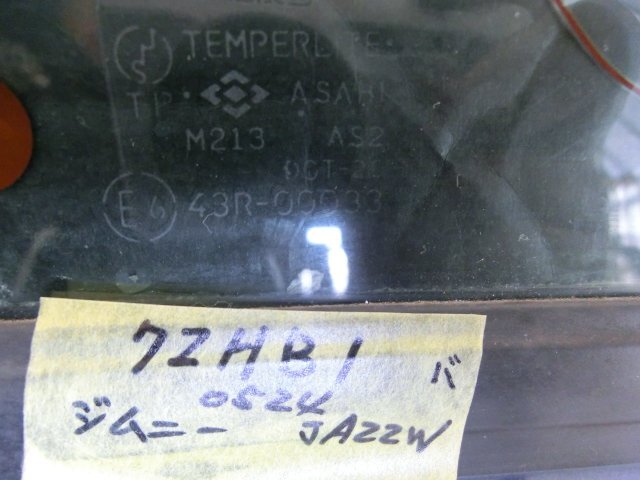 TEMPERLITE
TP ASAHI
M213 AS2
DOT-21
E6 43R-00033
7ZHB1
バ
0524
ジムニー JA22W